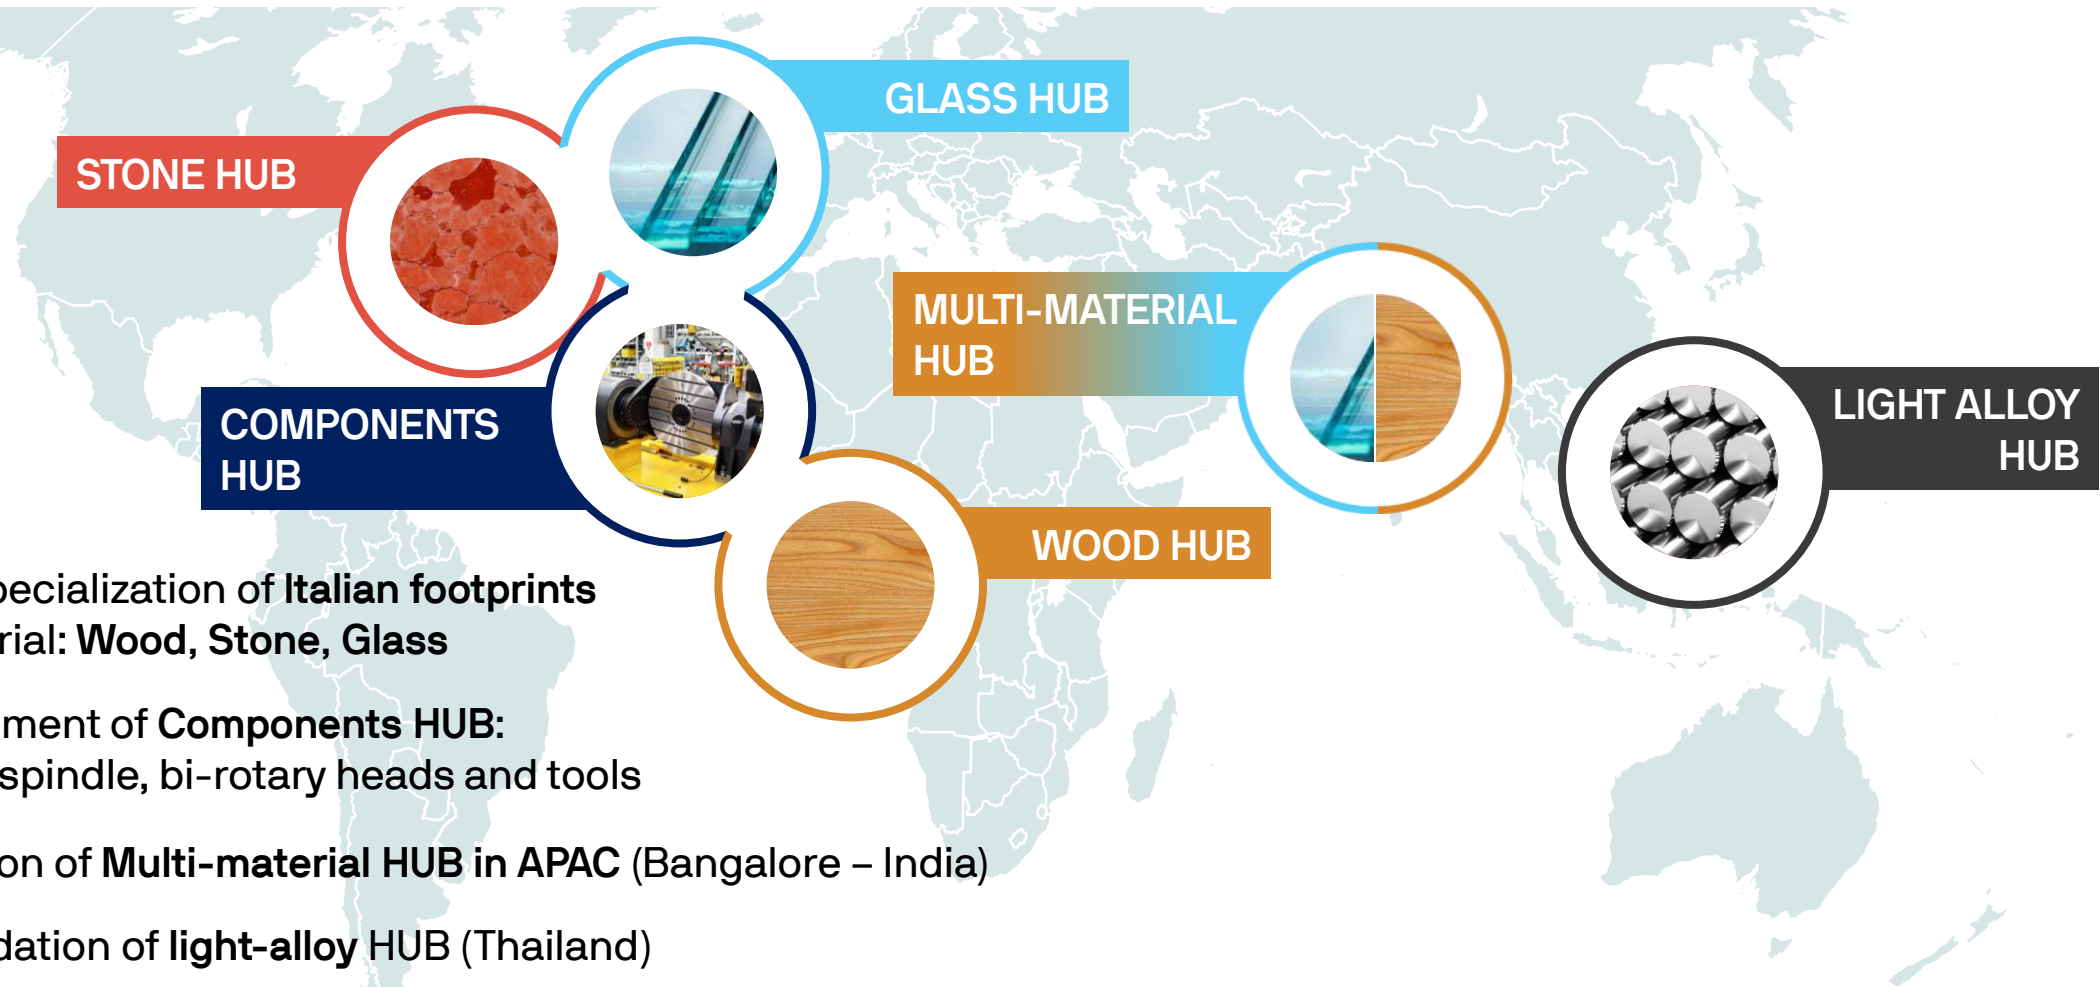 GLASS HUB
STONE HUB
MULTI-MATERIAL
HUB
LIGHT ALLOY
HUB
COMPONENTS
HUB
WOOD HUB
pecialization of Italian footprints
rial: Wood, Stone, Glass
ment of Components HUB:
spindle, bi-rotary heads and tools
on of Multi-material HUB in APAC (Bangalore – India)
dation of light-alloy HUB (Thailand)